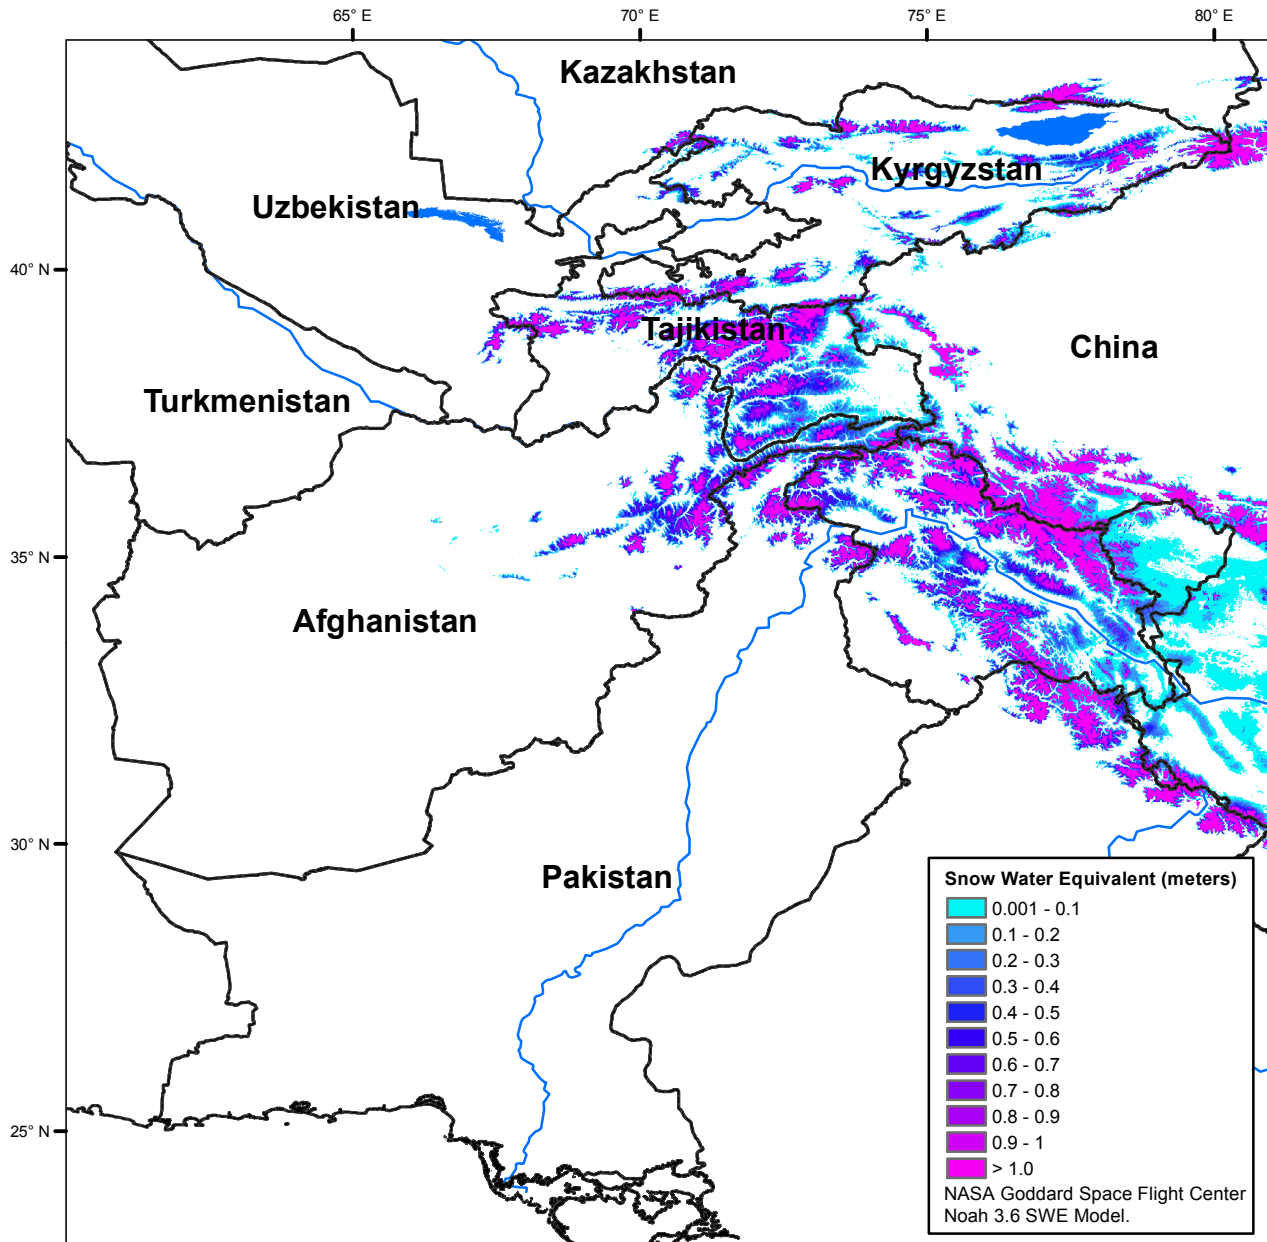 65° E
70° E
75° E
80° E
Kazakhstan
Kyrgyzstan
Uzbekistan
40° N
Tajikistan
China
Turkmenistan
35° N
Afghanistan
30° N
Pakistan
25° N
Snow Water Equivalent (meters)
0.001 - 0.1
0.1 - 0.2
0.2 - 0.3
0.3 - 0.4
0.4 - 0.5
0.5 - 0.6
0.6 - 0.7
0.7 - 0.8
0.8 - 0.9
0.9 - 1
> 1.0
NASA Goddard Space Flight Center
Noah 3.6 SWE Model.